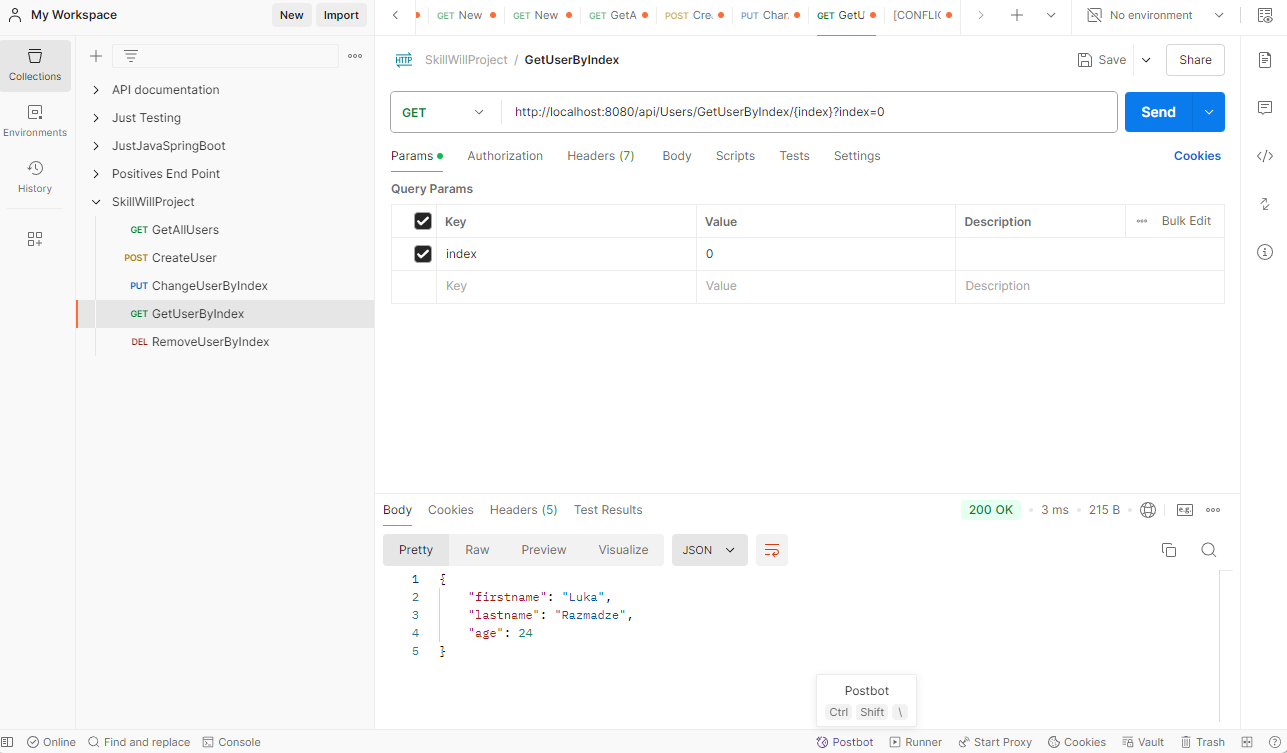 My Workspace New Import
GET New GET New GET GetA POST Cre PUT Char GET GetU [CONFLIC No environment
Collections
Environments
History
API documentation
Just Testing
JustJavaSpringBoot
Positives End Point
SkillWillProject
GET GetAllUsers
POST CreateUser
PUT ChangeUserByIndex
GET GetUserByIndex
DEL RemoveUserByIndex
HTTP SkillWillProject / GetUserByIndex Save Share
GET http://localhost:8080/api/Users/GetUserByIndex/{index}?index=0 Send
Params Authorization Headers (7) Body Scripts Tests Settings Cookies
Query Params
Key Value Description Bulk Edit
index 0
Key Value Description
Body Cookies Headers (5) Test Results 200 OK 3 ms 215 B e.g.
Pretty Raw Preview Visualize JSON
1 {
2 "firstname": "Luka",
3 "lastname": "Razmadze",
4 "age": 24
5 }
Postbot
Ctrl Shift \
Online Find and replace Console Postbot Runner Start Proxy Cookies Vault Trash